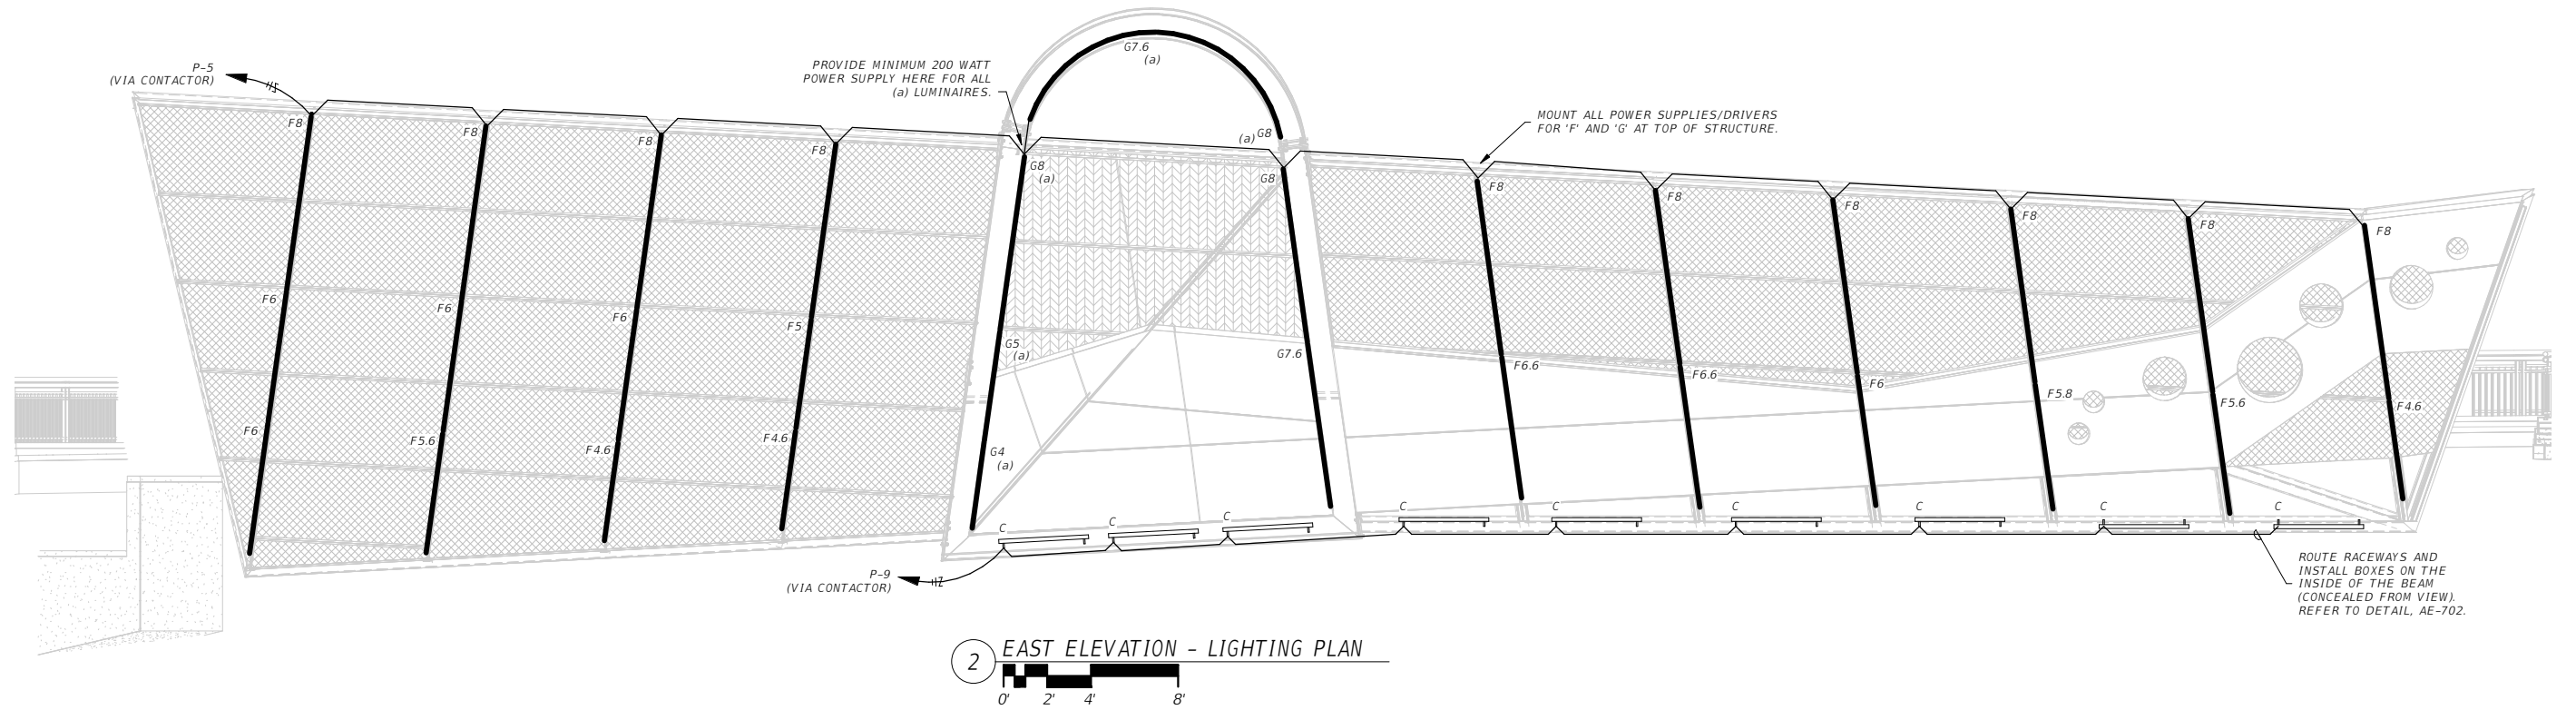 P-5
(VIA CONTACTOR)
PROVIDE MINIMUM 200 WATT
POWER SUPPLY HERE FOR ALL
(a) LUMINAIRES.
G7.6
(a)
MOUNT ALL POWER SUPPLIES/DRIVERS
FOR 'F' AND 'G' AT TOP OF STRUCTURE.
F8
F8
F8
F8
G8
(a)
(a) G8
G8
F8
F8
F8
F8
F8
F8
F6
F6
F6
F5
G5
(a)
G7.6
F6.6
F6.6
F6
F5.8
F5.6
F4.6
F6
F5.6
F4.6
F4.6
G4
(a)
C
C
C
C
C
C
C
C
C
P-9
(VIA CONTACTOR)
ROUTE RACEWAYS AND
INSTALL BOXES ON THE
INSIDE OF THE BEAM
(CONCEALED FROM VIEW).
REFER TO DETAIL, AE-702.
2 EAST ELEVATION - LIGHTING PLAN
0' 2' 4' 8'